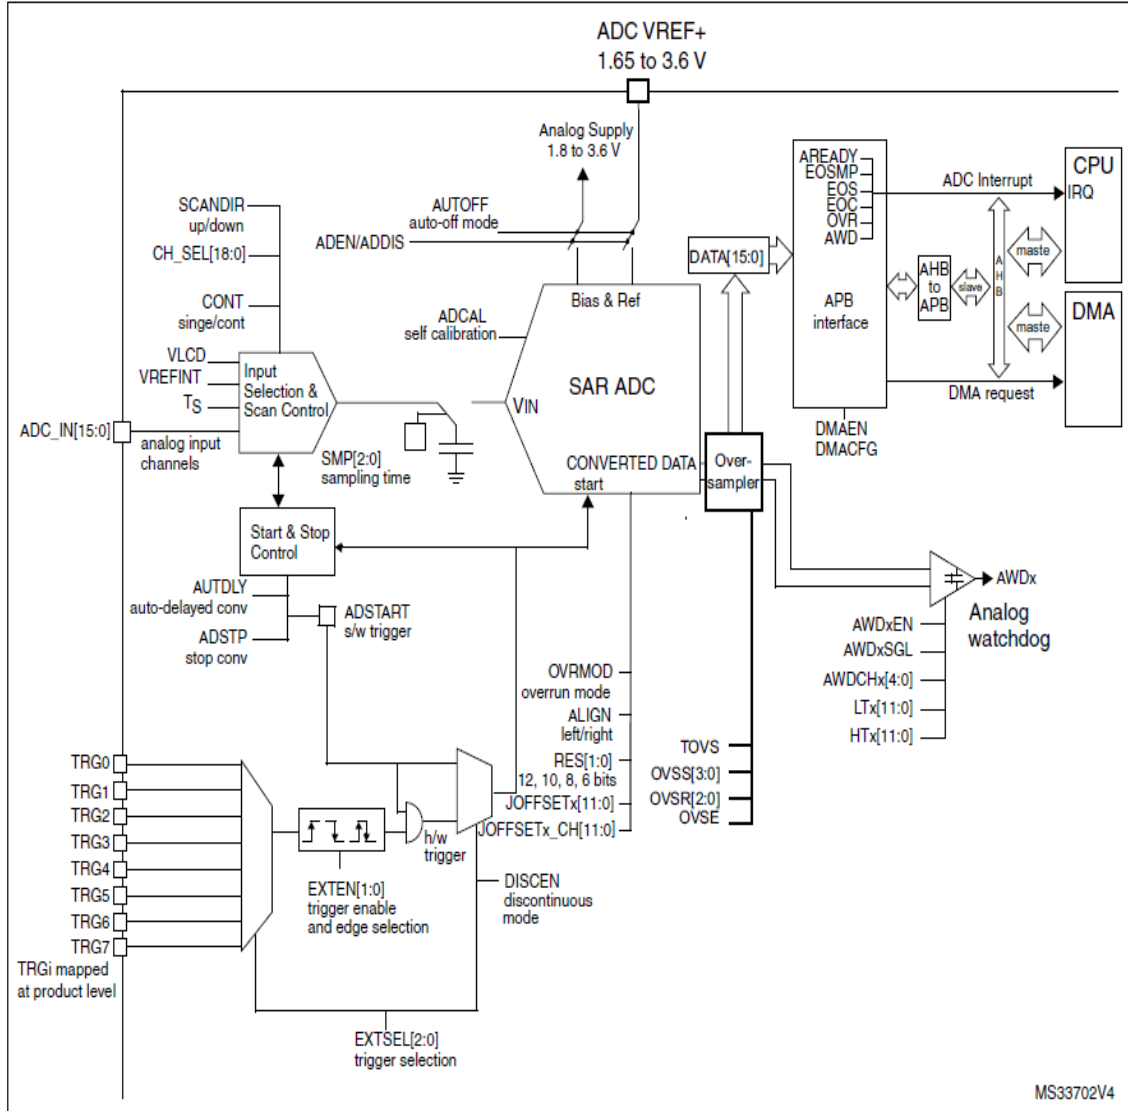 ADC VREF+
1.65 to 3.6 V
Analog Supply
1.8 to 3.6 V
SCANDIR
up/down
CH_SEL[18:0]
CONT
singe/cont
AUTOFF
auto-off mode
ADEN/ADDIS
Bias & Ref
ADCAL
self calibration
SAR ADC
VIN
CONVERTED DATA
start
VLCD
VREFINT
TS
ADC_IN[15:0]
analog input
channels
Input
Selection &
Scan Control
SMP[2:0]
sampling time
DATA[15:0]
AREADY
EOSMP
EOS
EOC
OVR
AWD
APB
interface
ADC Interrupt
CPU
IRQ
AHB
to
APB
slave
A
H
B
maste
maste
DMA
DMA request
DMAEN
DMACFG
Over-
sampler
Start & Stop
Control
AUTDLY
auto-delayed conv
ADSTP
stop conv
ADSTART
s/w trigger
AWDx
Analog
watchdog
AWDxEN
AWDxSGL
AWDCHx[4:0]
LTx[11:0]
HTx[11:0]
OVRMOD
overrun mode
ALIGN
left/right
RES[1:0]
12, 10, 8, 6 bits
JOFFSETx[11:0]
JOFFSETx_CH[11:0]
TOVS
OVSS[3:0]
OVSR[2:0]
OVSE
TRG0
TRG1
TRG2
TRG3
TRG4
TRG5
TRG6
TRG7
TRGi mapped
at product level
h/w
trigger
EXTEN[1:0]
trigger enable
and edge selection
DISCEN
discontinuous
mode
EXTSEL[2:0]
trigger selection
MS33702V4